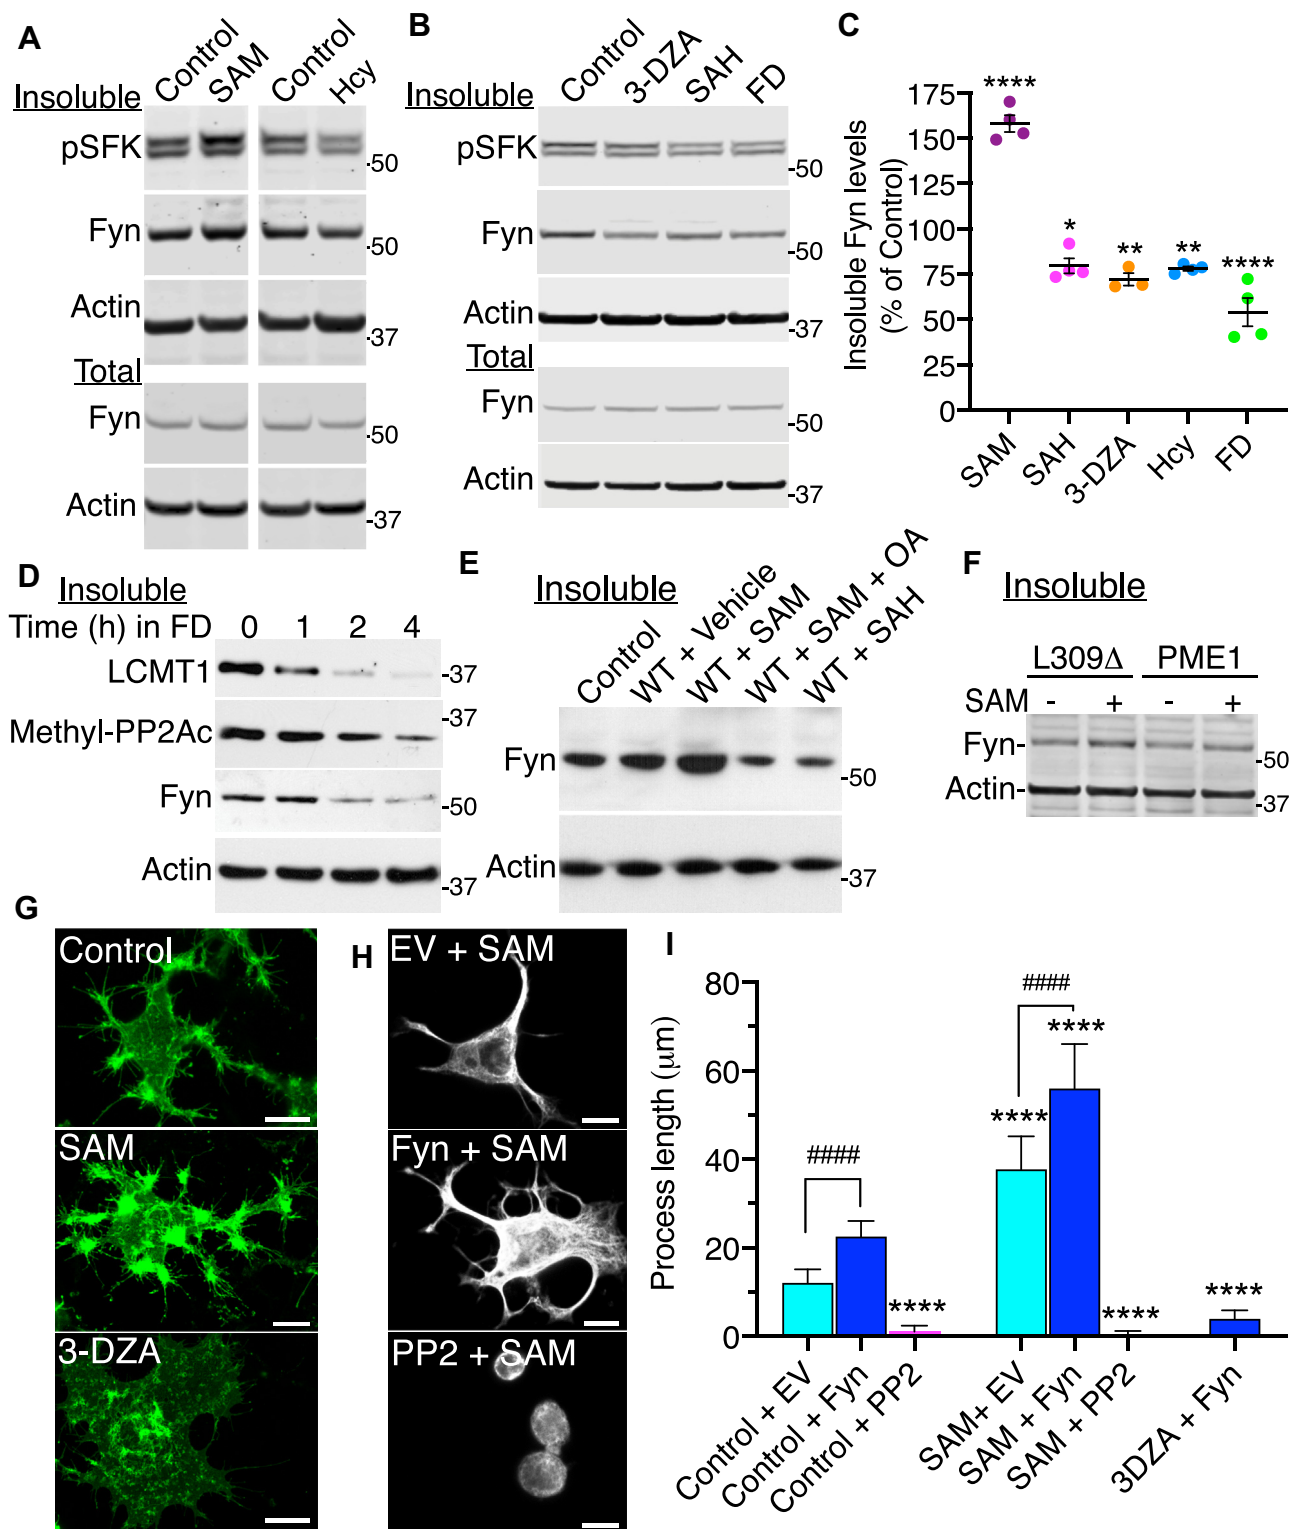 A
Control
SAM
Control
Hcy
Insoluble
pSFK
-50
Fyn
-50
Actin
-37
Total
Fyn
-50
Actin
-37
B
Control
3-DZA
SAH
FD
Insoluble
pSFK
-50
Fyn
-50
Actin
-37
Total
Fyn
-50
Actin
-37
C
Insoluble Fyn levels
(% of Control)
175
150
125
100
75
50
25
0
****
*
**
**
****
SAM
SAH
3-DZA
Hcy
FD
D
Insoluble
Time (h) in FD 0 1 2 4
LCMT1
-37
Methyl-PP2Ac
-37
Fyn
-50
Actin
-37
E
Insoluble
Control
WT + Vehicle
WT + SAM
WT + SAM + OA
WT + SAH
Fyn
-50
Actin
-37
F
Insoluble
L309Δ PME1
SAM - + - +
Fyn-
-50
Actin-
-37
G
Control
SAM
3-DZA
H
EV + SAM
Fyn + SAM
PP2 + SAM
I
Process length (μm)
80
60
40
20
0
####
****
####
****
****
****
****
Control + EV
Control + Fyn
Control + PP2
SAM+ EV
SAM + Fyn
SAM + PP2
3DZA + Fyn